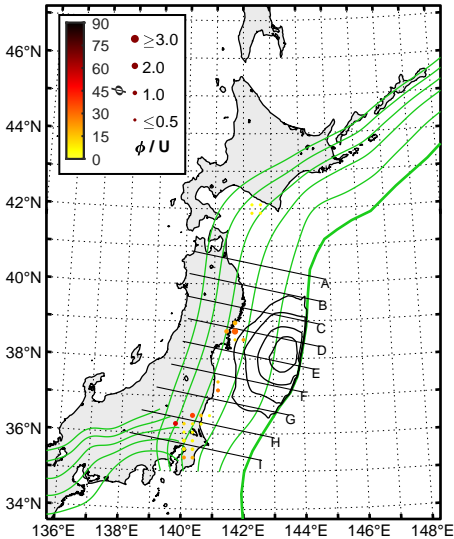 46°N
44°N
42°N
40°N
38°N
36°N
34°N
90
75
60
45
30
15
0
ϕ
≥3.0
2.0
1.0
≤0.5
ϕ / U
A
B
C
D
E
F
G
H
I
136°E
138°E
140°E
142°E
144°E
146°E
148°E